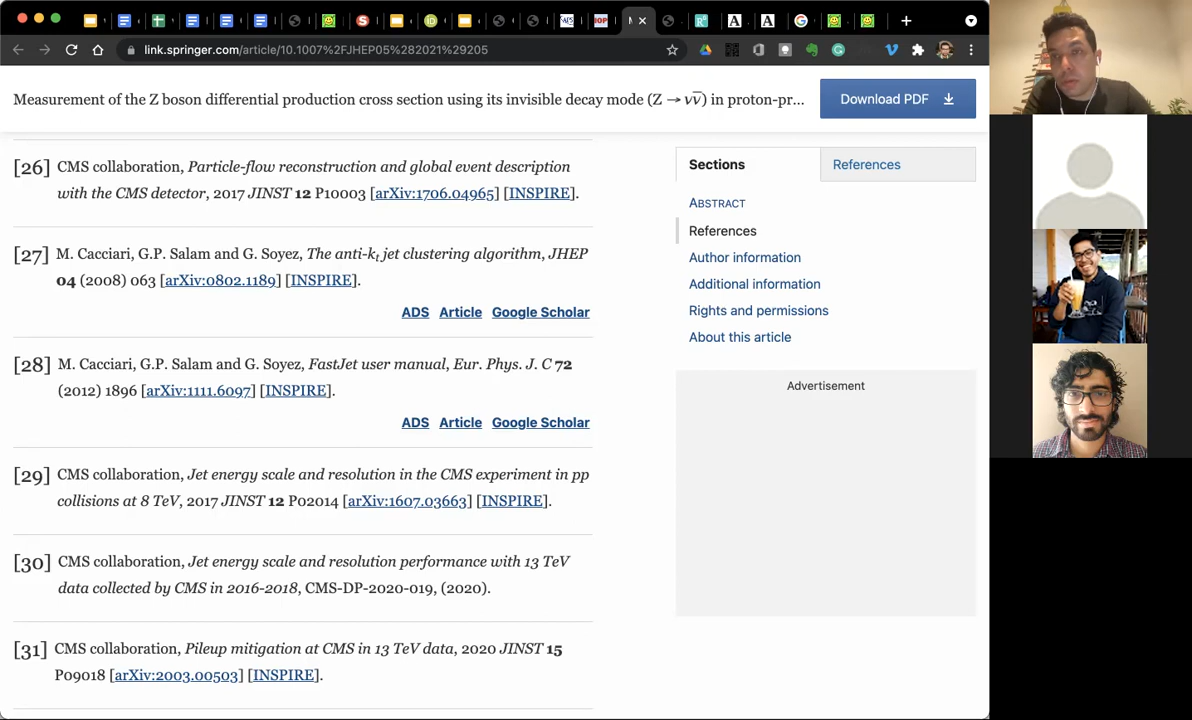 link.springer.com/article/10.1007%2FJHEP05%282021%29205
Measurement of the Z boson differential production cross section using its invisible decay mode (Z → νν̅) in proton-pr...
Download PDF
[26] CMS collaboration, Particle-flow reconstruction and global event description
with the CMS detector, 2017 JINST 12 P10003 [arXiv:1706.04965] [INSPIRE].
[27] M. Cacciari, G.P. Salam and G. Soyez, The anti-kt jet clustering algorithm, JHEP
04 (2008) 063 [arXiv:0802.1189] [INSPIRE].
ADS Article Google Scholar
[28] M. Cacciari, G.P. Salam and G. Soyez, FastJet user manual, Eur. Phys. J. C 72
(2012) 1896 [arXiv:1111.6097] [INSPIRE].
ADS Article Google Scholar
[29] CMS collaboration, Jet energy scale and resolution in the CMS experiment in pp
collisions at 8 TeV, 2017 JINST 12 P02014 [arXiv:1607.03663] [INSPIRE].
[30] CMS collaboration, Jet energy scale and resolution performance with 13 TeV
data collected by CMS in 2016-2018, CMS-DP-2020-019, (2020).
[31] CMS collaboration, Pileup mitigation at CMS in 13 TeV data, 2020 JINST 15
P09018 [arXiv:2003.00503] [INSPIRE].
Sections
References
ABSTRACT
References
Author information
Additional information
Rights and permissions
About this article
Advertisement